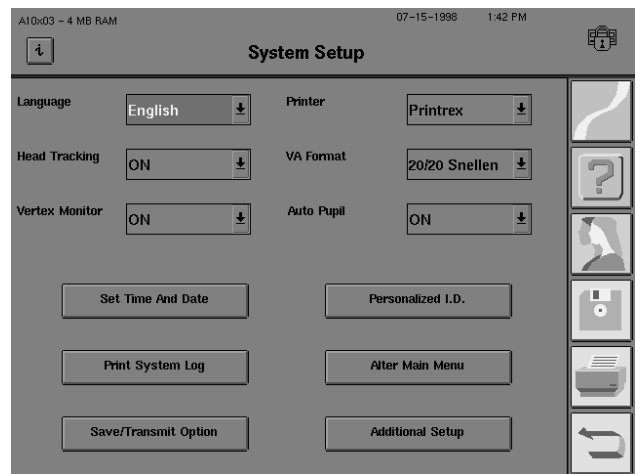 A10x03 – 4 MB RAM 07-15-1998 1:42 PM
i System Setup
Language English Printer Printrex
Head Tracking ON VA Format 20/20 Snellen
Vertex Monitor ON Auto Pupil ON
Set Time And Date Personalized I.D.
Print System Log Alter Main Menu
Save/Transmit Option Additional Setup